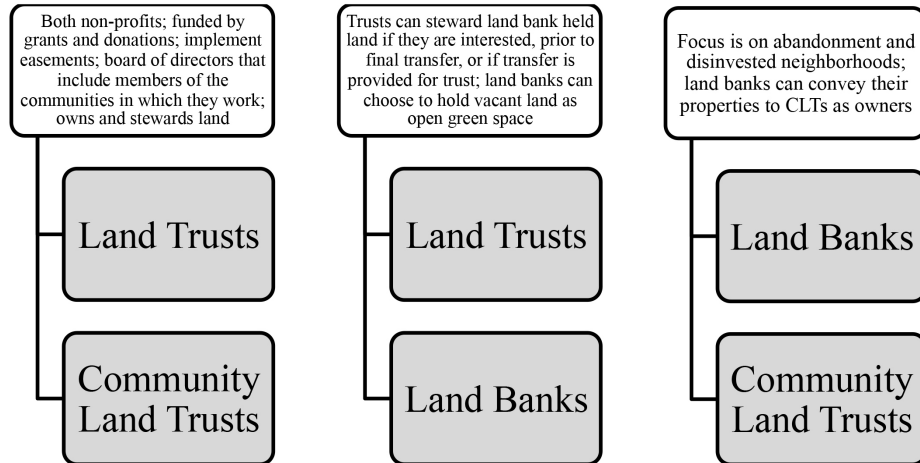 Both non-profits; funded by
grants and donations; implement
easements; board of directors that
include members of the
communities in which they work;
owns and stewards land
Land Trusts
Community
Land Trusts
Trusts can steward land bank held
land if they are interested, prior to
final transfer, or if transfer is
provided for trust; land banks can
choose to hold vacant land as
open green space
Land Trusts
Land Banks
Focus is on abandonment and
disinvested neighborhoods;
land banks can convey their
properties to CLTs as owners
Land Banks
Community
Land Trusts